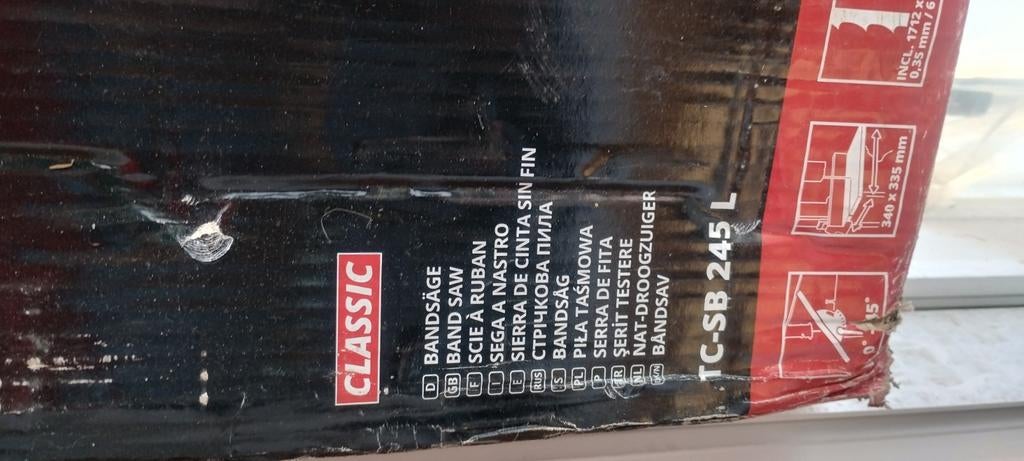 CLASSIC
D BANDSÄGE
GB BAND SAW
F SCIE À RUBAN
I SEGA A NASTRO
E SIERRA DE CINTA SIN FIN
RUS СТРІЧКОВА ПИЛА
S BANDSÅG
PL PIŁA TAŚMOWA
P SERRA DE FITA
TR ŞERIT TESTERE
NL NAT-DROOGZUIGER
BÅNDSAV
TC-SB 245 L
0° - 45°
340 x 335 mm
INCL. 1712 x
0,35 mm / 6